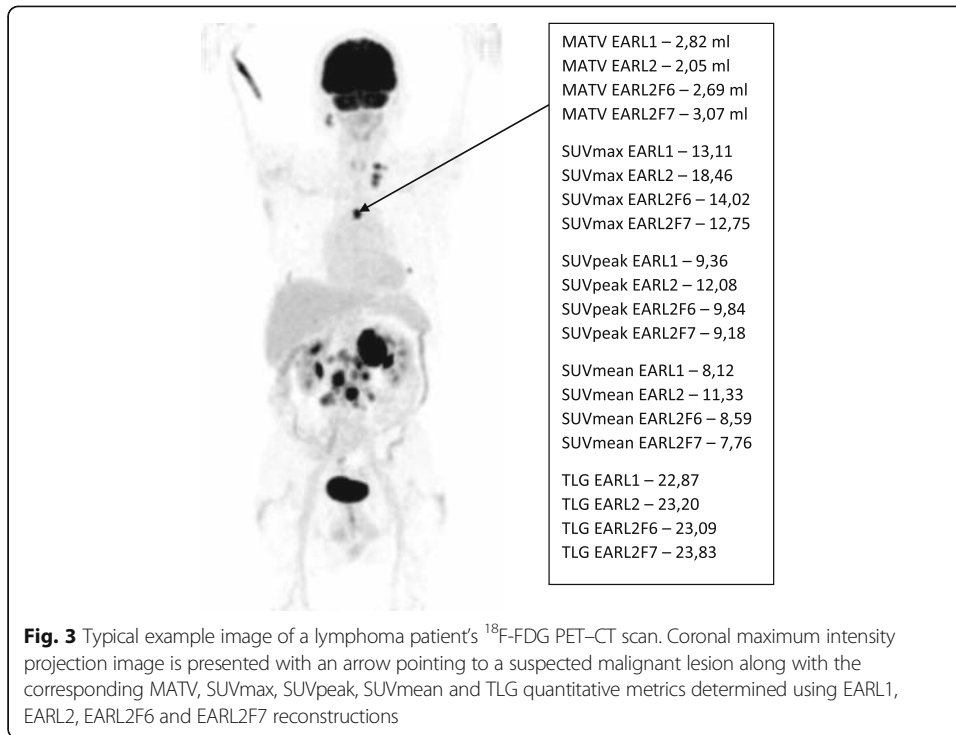 MATV EARL1 – 2,82 ml
MATV EARL2 – 2,05 ml
MATV EARL2F6 – 2,69 ml
MATV EARL2F7 – 3,07 ml
SUVmax EARL1 – 13,11
SUVmax EARL2 – 18,46
SUVmax EARL2F6 – 14,02
SUVmax EARL2F7 – 12,75
SUVpeak EARL1 – 9,36
SUVpeak EARL2 – 12,08
SUVpeak EARL2F6 – 9,84
SUVpeak EARL2F7 – 9,18
SUVmean EARL1 – 8,12
SUVmean EARL2 – 11,33
SUVmean EARL2F6 – 8,59
SUVmean EARL2F7 – 7,76
TLG EARL1 – 22,87
TLG EARL2 – 23,20
TLG EARL2F6 – 23,09
TLG EARL2F7 – 23,83
Fig. 3 Typical example image of a lymphoma patient's ¹⁸F-FDG PET–CT scan. Coronal maximum intensity
projection image is presented with an arrow pointing to a suspected malignant lesion along with the
corresponding MATV, SUVmax, SUVpeak, SUVmean and TLG quantitative metrics determined using EARL1,
EARL2, EARL2F6 and EARL2F7 reconstructions